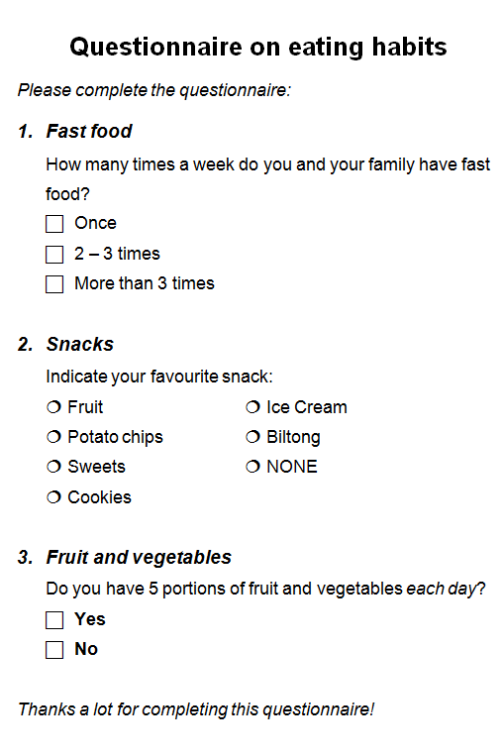 Questionnaire on eating habits
Please complete the questionnaire:
1. Fast food
How many times a week do you and your family have fast
food?
Once
2 – 3 times
More than 3 times
2. Snacks
Indicate your favourite snack:
Fruit
Ice Cream
Potato chips
Biltong
Sweets
NONE
Cookies
3. Fruit and vegetables
Do you have 5 portions of fruit and vegetables each day?
Yes
No
Thanks a lot for completing this questionnaire!